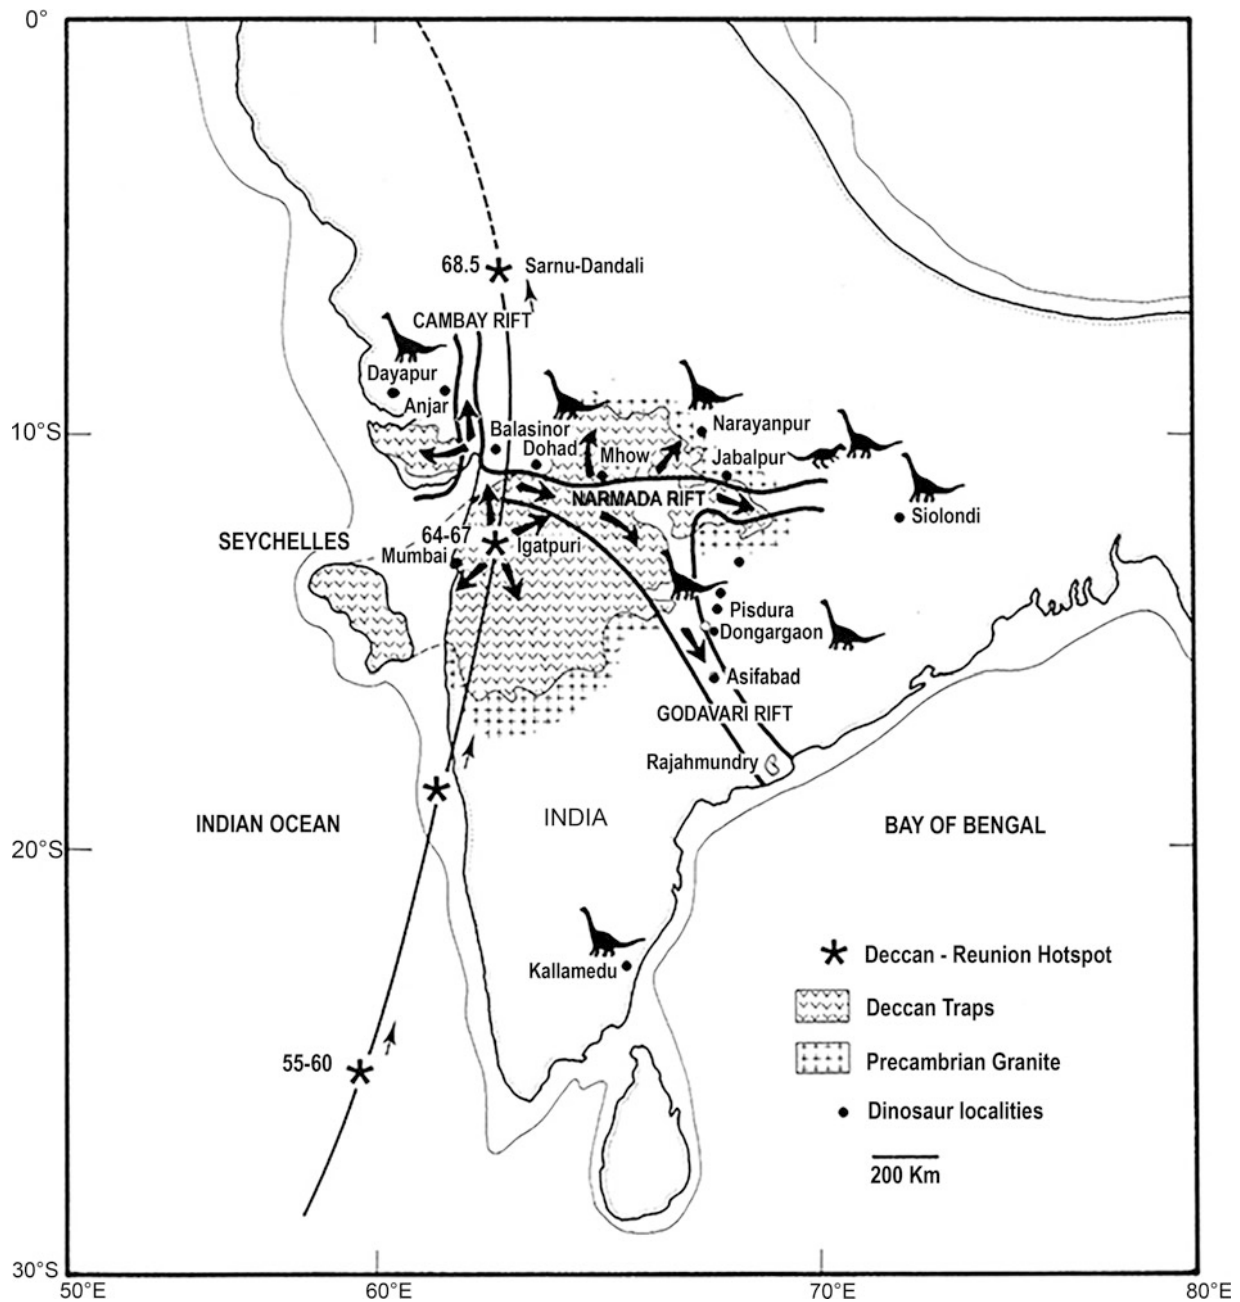 0°
68.5
Sarnu-Dandali
CAMBAY RIFT
Dayapur
Anjar
10°S
Balasinor
Dohad
Mhow
Narayanpur
Jabalpur
NARMADA RIFT
Siolondi
SEYCHELLES
64-67
Mumbai
Igatpuri
Pisdura
Dongargaon
Asifabad
GODAVARI RIFT
Rajahmundry
INDIAN OCEAN
INDIA
BAY OF BENGAL
20°S
Kallamedu
Deccan - Reunion Hotspot
Deccan Traps
Precambrian Granite
Dinosaur localities
200 Km
55-60
30°S
50°E
60°E
70°E
80°E